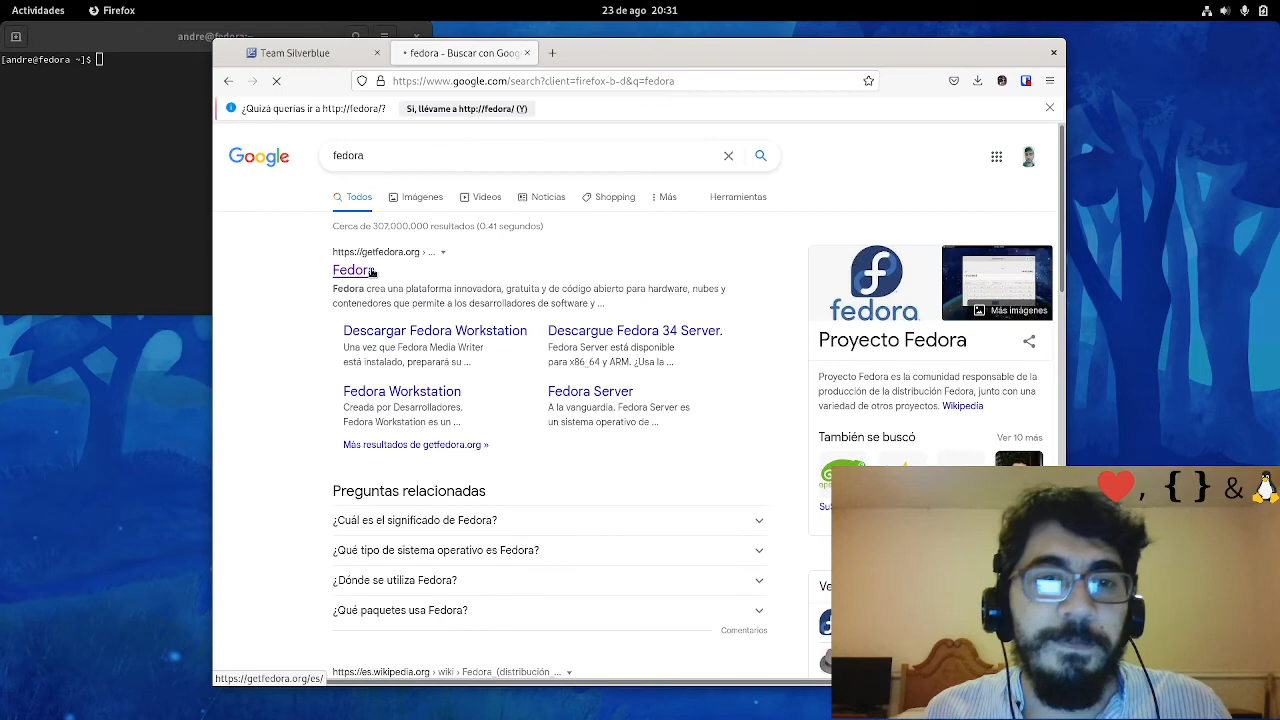 Actividades
Firefox
23 de ago 20:31
andre@fedora:~
[andre@fedora ~]$
Team Silverblue
fedora - Buscar con Goog
https://www.google.com/search?client=firefox-b-d&q=fedora
¿Quizá querías ir a http://fedora/?
Sí, llévame a http://fedora/ (Y)
Google
fedora
Todos
Imágenes
Videos
Noticias
Shopping
Más
Herramientas
Cerca de 307,000,000 resultados (0.41 segundos)
https://getfedora.org › ...
Fedora
Fedora crea una plataforma innovadora, gratuita y de código abierto para hardware, nubes y
contenedores que permite a los desarrolladores de software y ...
Descargar Fedora Workstation
Una vez que Fedora Media Writer
está instalado, preparará su ...
Descargue Fedora 34 Server.
Fedora Server está disponible
para x86_64 y ARM. ¿Usa la ...
Fedora Workstation
Creada por Desarrolladores.
Fedora Workstation es un ...
Fedora Server
A la vanguardia. Fedora Server es
un sistema operativo de ...
Más resultados de getfedora.org »
Preguntas relacionadas
¿Cuál es el significado de Fedora?
¿Qué tipo de sistema operativo es Fedora?
¿Dónde se utiliza Fedora?
¿Qué paquetes usa Fedora?
Comentarios
https://es.wikipedia.org › wiki › Fedora_(distribución_...
https://getfedora.org/es/
fedora
Más imágenes
Proyecto Fedora
Proyecto Fedora es la comunidad responsable de la
producción de la distribución Fedora, junto con una
variedad de otros proyectos. Wikipedia
También se buscó
Ver 10 más
, { } &